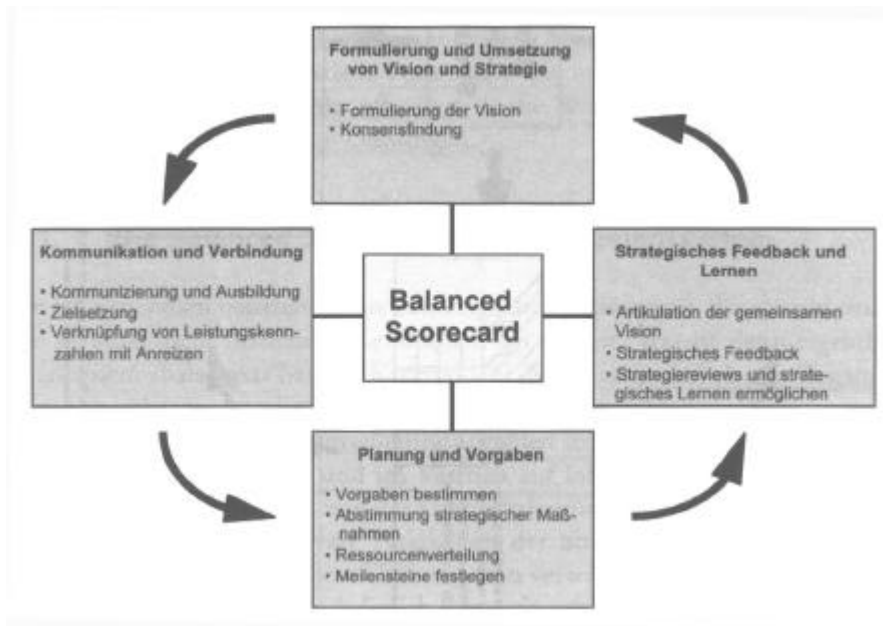 Formulierung und Umsetzung
von Vision und Strategie
• Formulierung der Vision
• Konsensfindung
Kommunikation und Verbindung
• Kommunizierung und Ausbildung
• Zielsetzung
• Verknüpfung von Leistungskenn-
zahlen mit Anreizen
Balanced
Scorecard
Strategisches Feedback und
Lernen
• Artikulation der gemeinsamen
Vision
• Strategisches Feedback
• Strategiereviews und strate-
gisches Lernen ermöglichen
Planung und Vorgaben
• Vorgaben bestimmen
• Abstimmung strategischer Maß-
nahmen
• Ressourcenverteilung
• Meilensteine festlegen